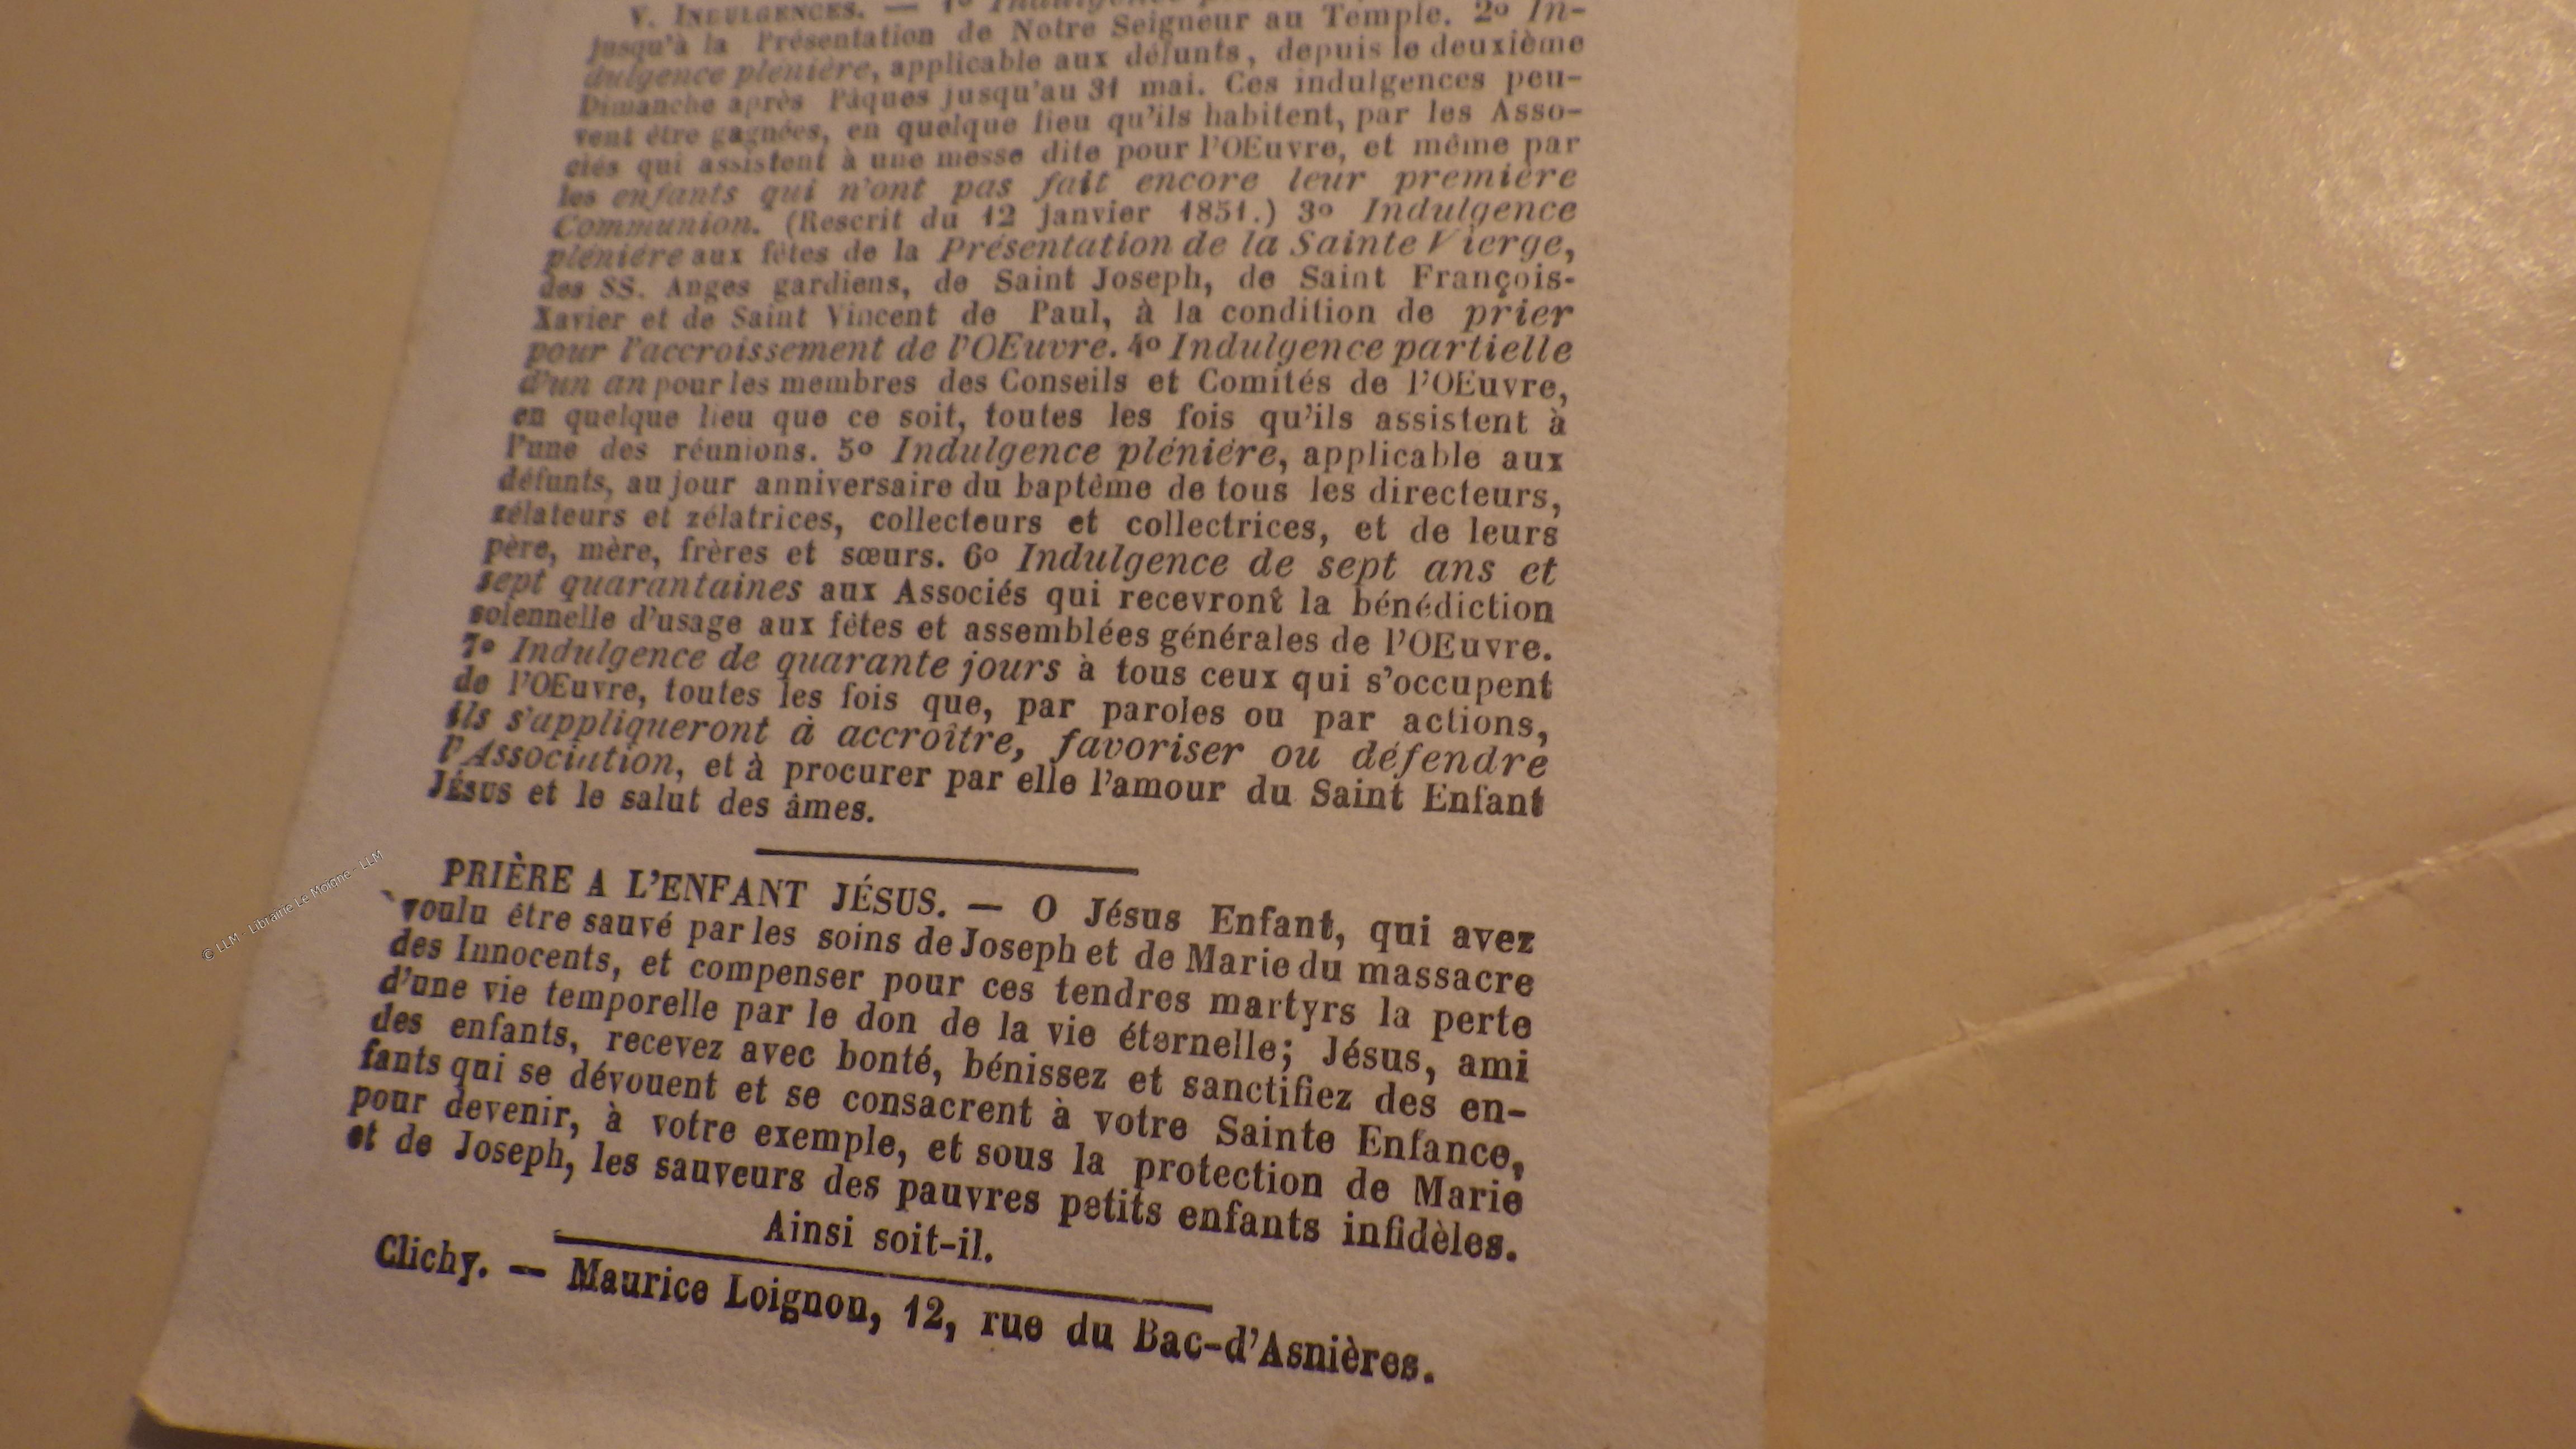 V. INDULGENCES. — 1º Indulgence
jusqu'à la Présentation de Notre Seigneur au Temple. 2º In-
dulgence plénière, applicable aux défunts, depuis le deuxième
Dimanche après Pâques jusqu'au 31 mai. Ces indulgences peu-
vent être gagnées, en quelque lieu qu'ils habitent, par les Asso-
ciés qui assistent à une messe dite pour l'OEuvre, et même par
les enfants qui n'ont pas fait encore leur première
Communion. (Rescrit du 12 janvier 1851.) 3º Indulgence
plénière aux fêtes de la Présentation de la Sainte Vierge,
des SS. Anges gardiens, de Saint Joseph, de Saint François-
Xavier et de Saint Vincent de Paul, à la condition de prier
pour l'accroissement de l'OEuvre. 4º Indulgence partielle
d'un an pour les membres des Conseils et Comités de l'OEuvre,
en quelque lieu que ce soit, toutes les fois qu'ils assistent à
l'une des réunions. 5º Indulgence plénière, applicable aux
défunts, au jour anniversaire du baptême de tous les directeurs,
zélateurs et zélatrices, collecteurs et collectrices, et de leurs
père, mère, frères et sœurs. 6º Indulgence de sept ans et
sept quarantaines aux Associés qui recevront la bénédiction
solennelle d'usage aux fêtes et assemblées générales de l'OEuvre.
7º Indulgence de quarante jours à tous ceux qui s'occupent
de l'OEuvre, toutes les fois que, par paroles ou par actions,
ils s'appliqueront à accroître, favoriser ou défendre
l'Association, et à procurer par elle l'amour du Saint Enfant
JÉSUS et le salut des âmes.
PRIÈRE A L'ENFANT JÉSUS. — O Jésus Enfant, qui avez
voulu être sauvé par les soins de Joseph et de Marie du massacre
des Innocents, et compenser pour ces tendres martyrs la perte
d'une vie temporelle par le don de la vie éternelle; Jésus, ami
des enfants, recevez avec bonté, bénissez et sanctifiez des en-
fants qui se dévouent et se consacrent à votre Sainte Enfance,
pour devenir, à votre exemple, et sous la protection de Marie
et de Joseph, les sauveurs des pauvres petits enfants infidèles.
Ainsi soit-il.
Clichy. — Maurice Loignon, 12, rue du Bac-d'Asnières.
© LLM - Librairie Le Moigne - LLM